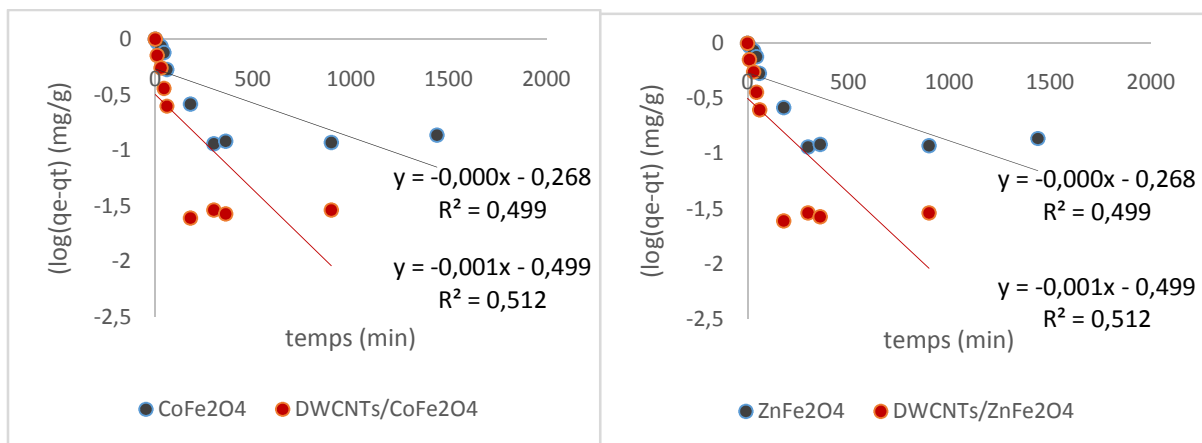 (log(qe-qt) (mg/g)
0
-0,5
-1
-1,5
-2
-2,5
0 500 1000 1500 2000
y = -0,000x - 0,268
R² = 0,499
y = -0,001x - 0,499
R² = 0,512
temps (min)
CoFe2O4 DWCNTs/CoFe2O4
(log(qe-qt) (mg/g)
0
-0,5
-1
-1,5
-2
-2,5
0 500 1000 1500 2000
y = -0,000x - 0,268
R² = 0,499
y = -0,001x - 0,499
R² = 0,512
temps (min)
ZnFe2O4 DWCNTs/ZnFe2O4